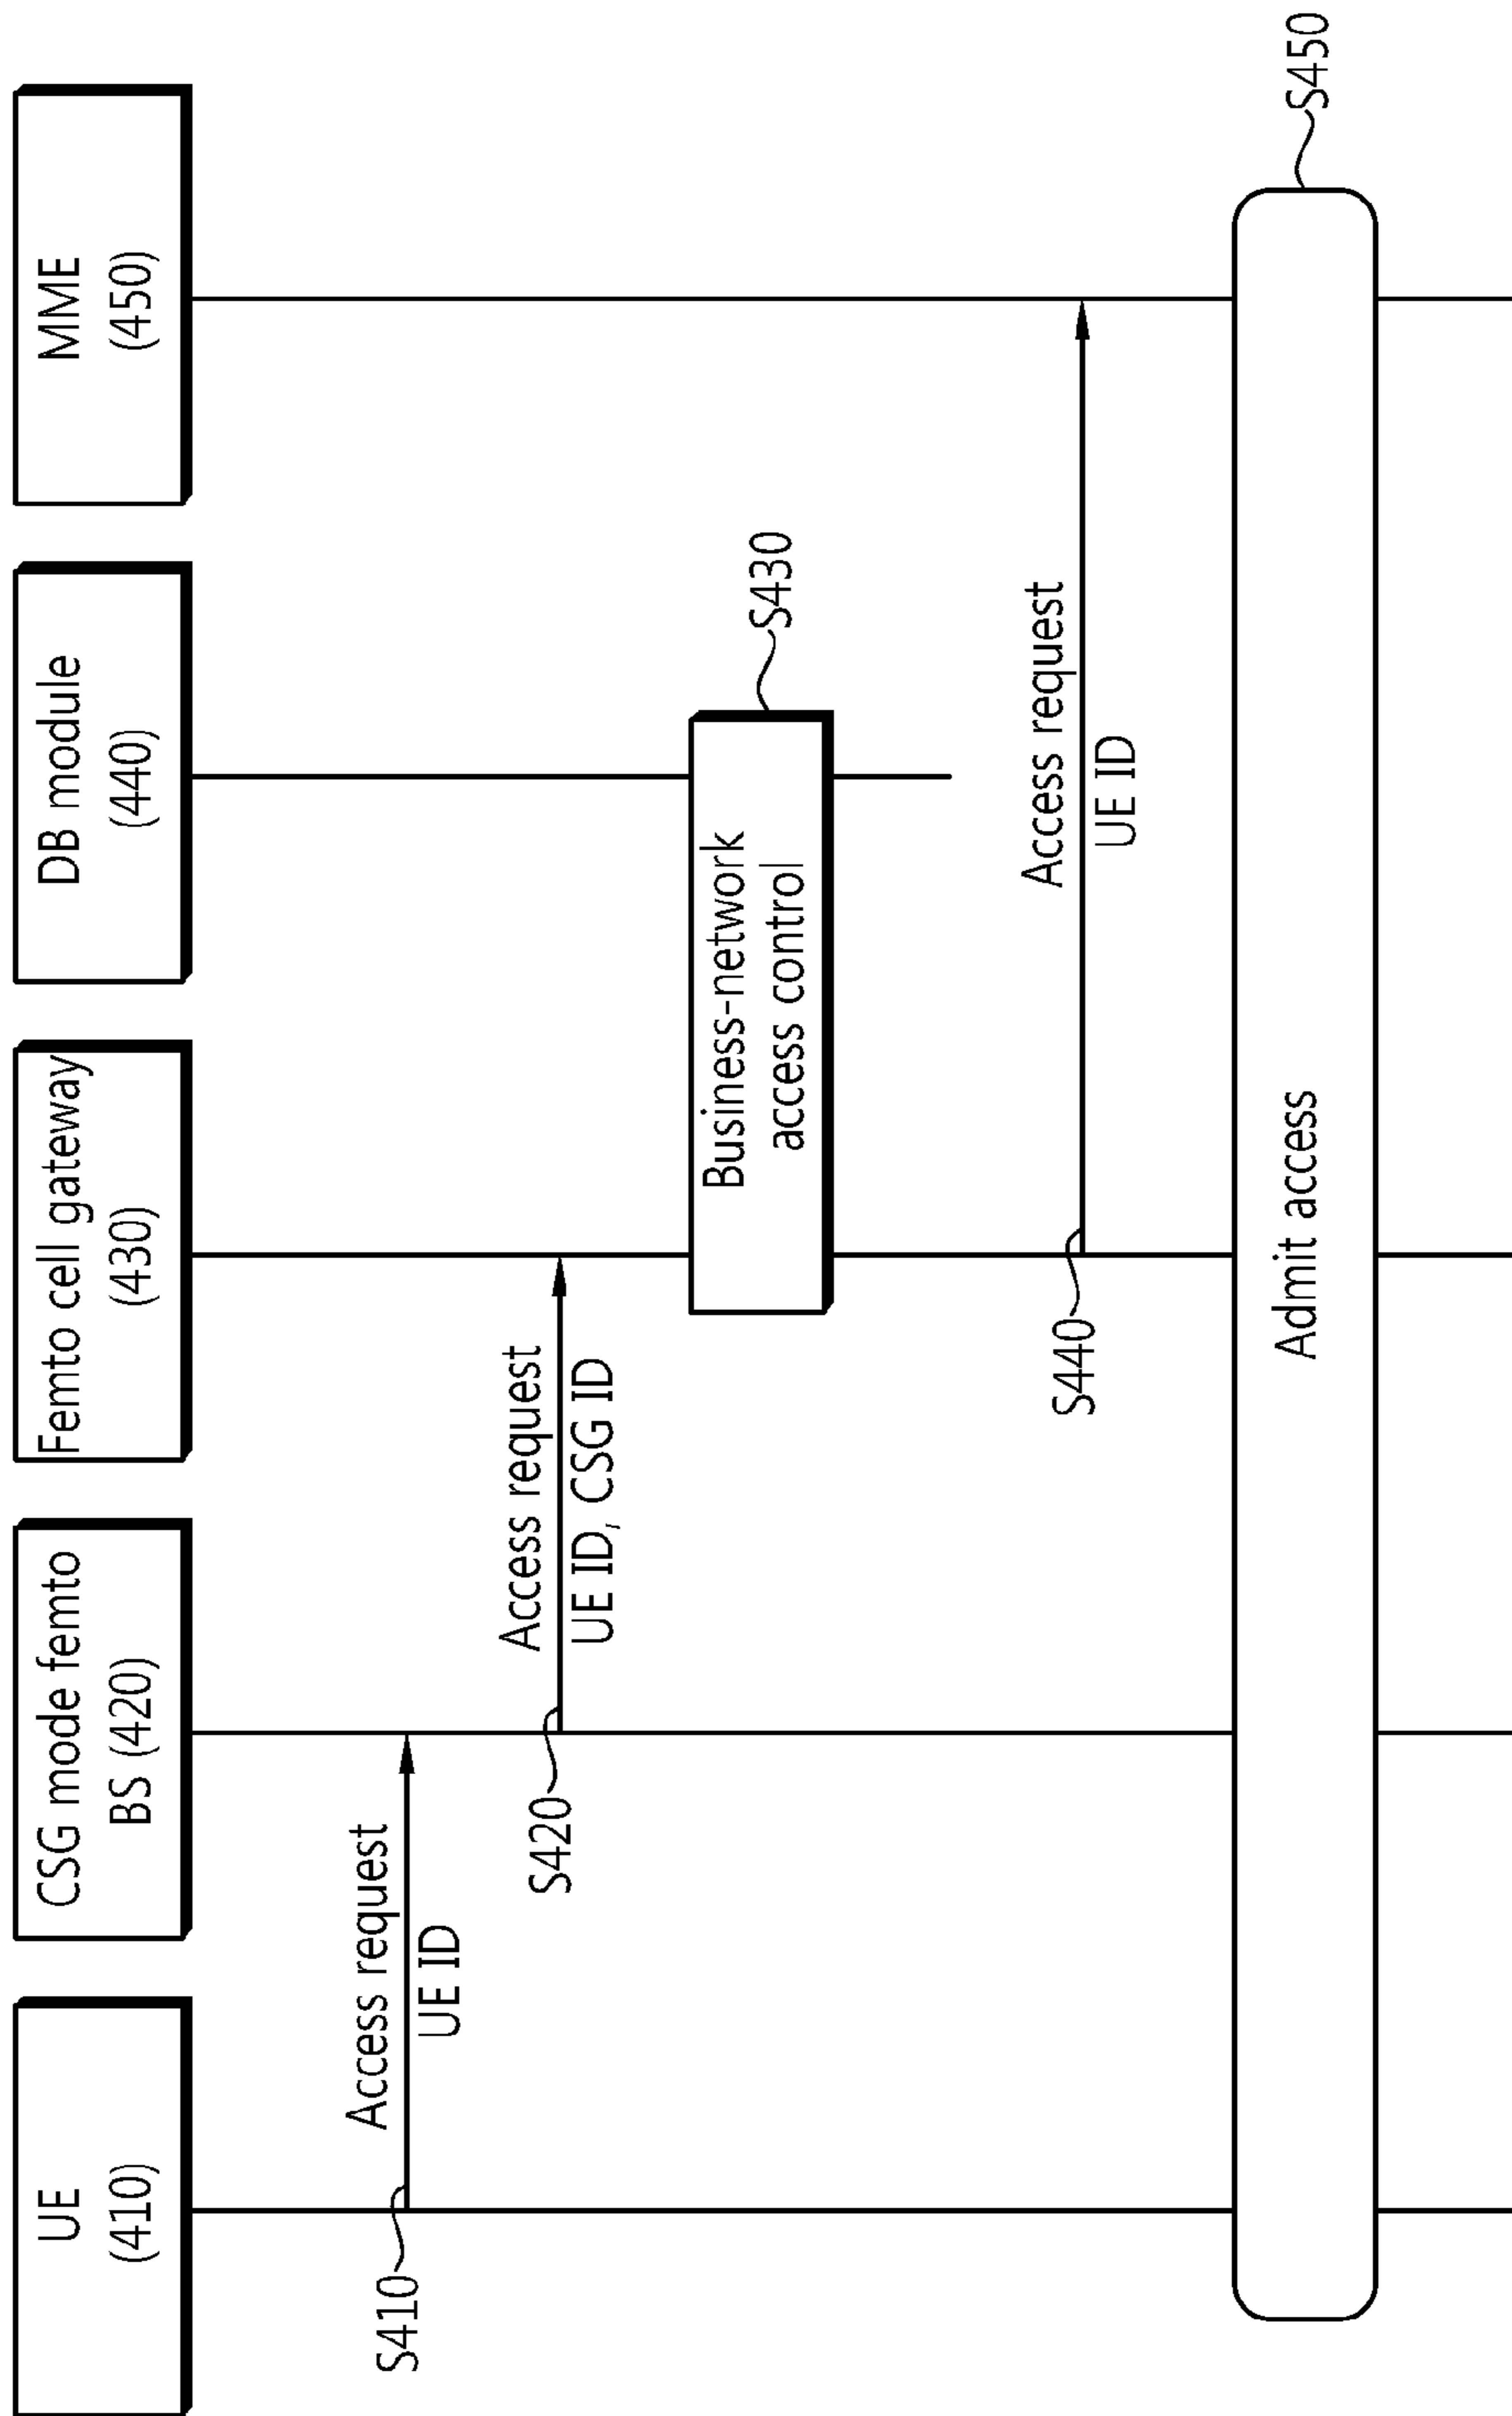 UE
(410)
CSG mode femto
BS (420)
Femto cell gateway
(430)
DB module
(440)
MME
(450)
S410
Access request
UE ID
S420
Access request
UE ID, CSG ID
Business-network
access control
S430
S440
Access request
UE ID
Admit access
S450